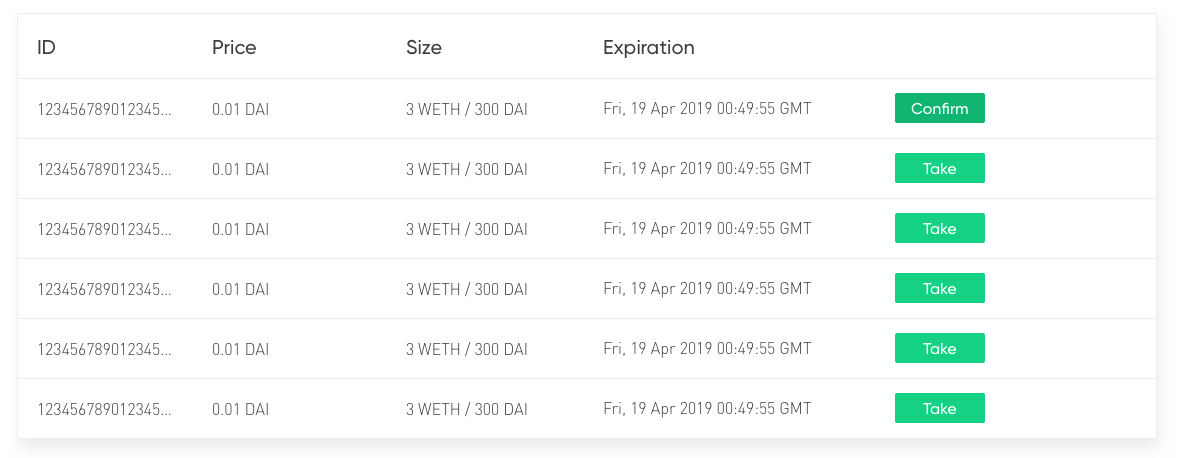 ID Price Size Expiration
123456789012345... 0.01 DAI 3 WETH / 300 DAI Fri, 19 Apr 2019 00:49:55 GMT Confirm
123456789012345... 0.01 DAI 3 WETH / 300 DAI Fri, 19 Apr 2019 00:49:55 GMT Take
123456789012345... 0.01 DAI 3 WETH / 300 DAI Fri, 19 Apr 2019 00:49:55 GMT Take
123456789012345... 0.01 DAI 3 WETH / 300 DAI Fri, 19 Apr 2019 00:49:55 GMT Take
123456789012345... 0.01 DAI 3 WETH / 300 DAI Fri, 19 Apr 2019 00:49:55 GMT Take
123456789012345... 0.01 DAI 3 WETH / 300 DAI Fri, 19 Apr 2019 00:49:55 GMT Take